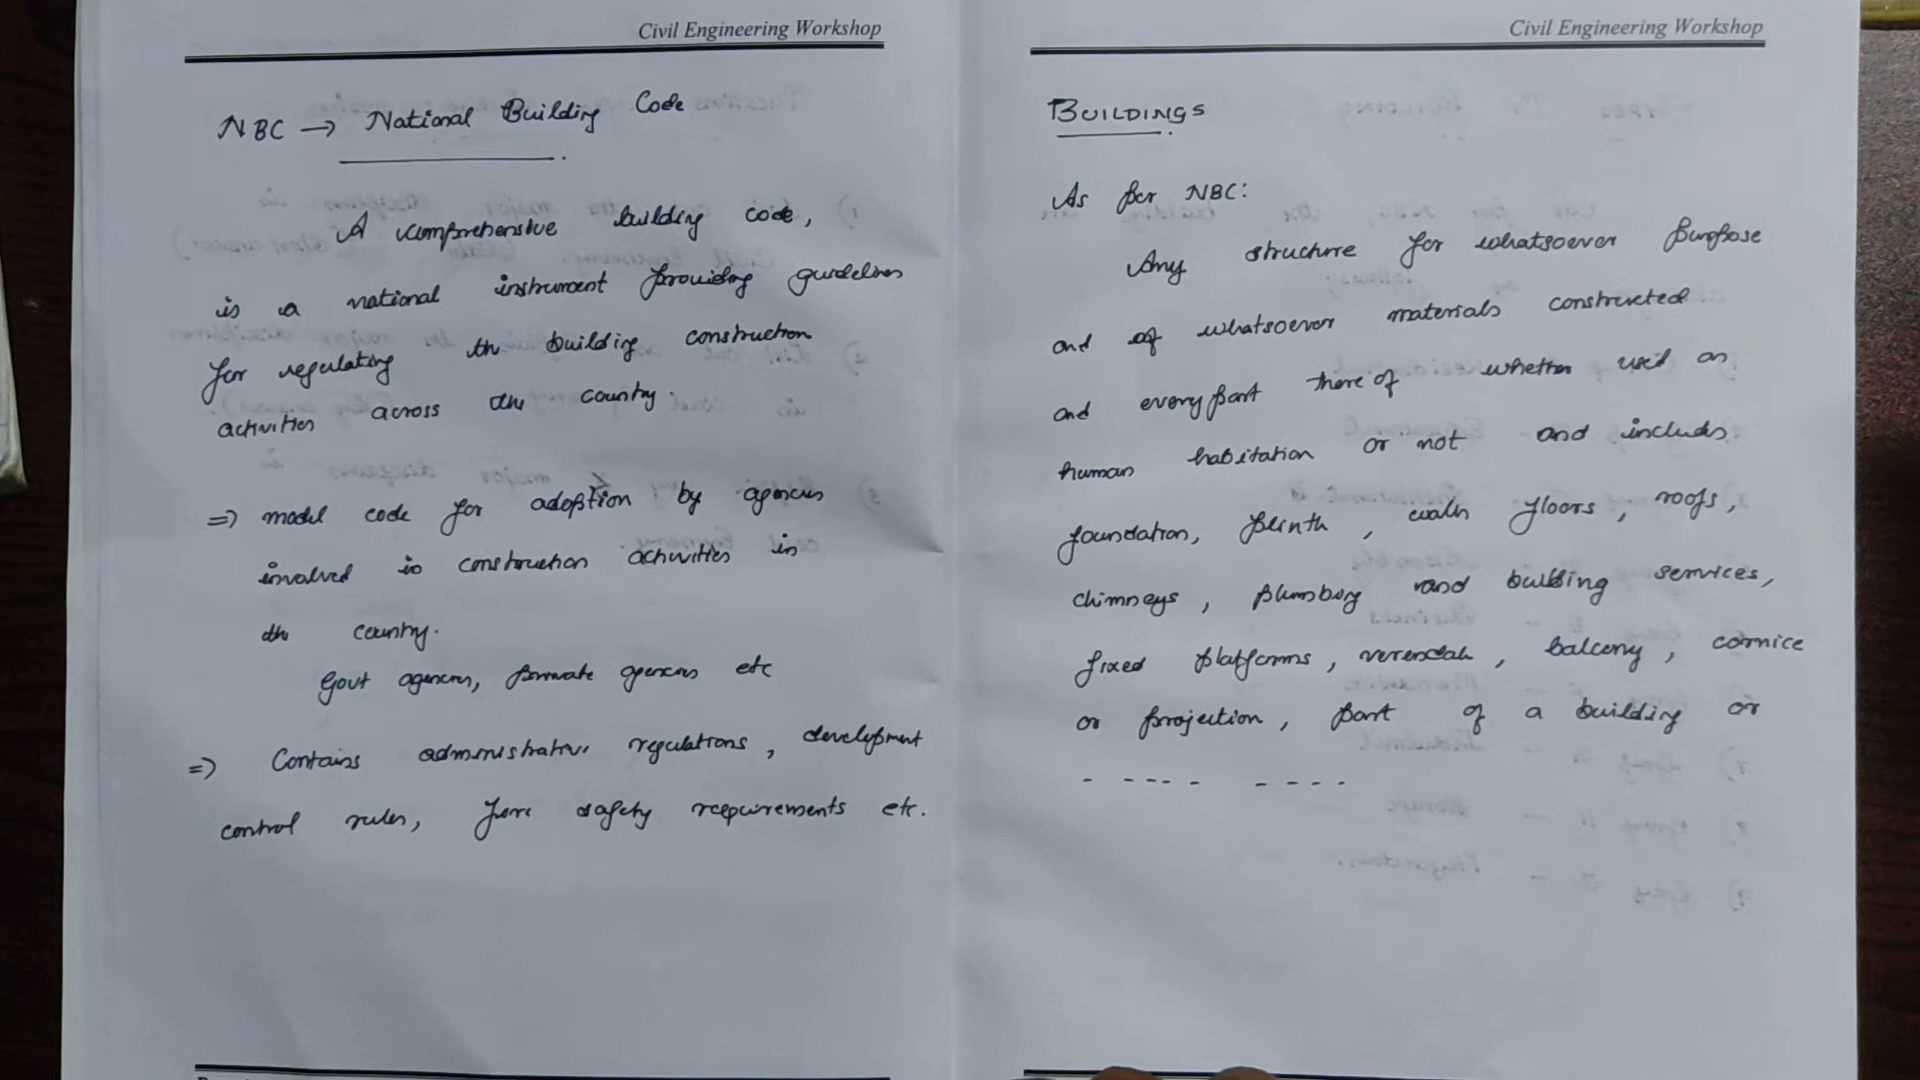 Civil Engineering Workshop
NBC → National Building Code
A comprehensive building code,
is a national instrument providing guidelines
for regulating the building construction
activities across the country.
⇒ model code for adoption by agencies
involved in construction activities in
the country.
Govt agencies, private agencies etc
⇒ Contains administrative regulations, development
control rules, fire safety requirements etc.
Civil Engineering Workshop
BUILDINGS
As per NBC:
Any structure for whatsoever purpose
and of whatsoever materials constructed
and every part there of whether used as
human habitation or not and includes
foundation, plinth, walls floors, roofs,
chimneys, plumbing and building services,
fixed platforms, verendah, balcony, cornice
or projection, part of a building or
- - - - - - - - -